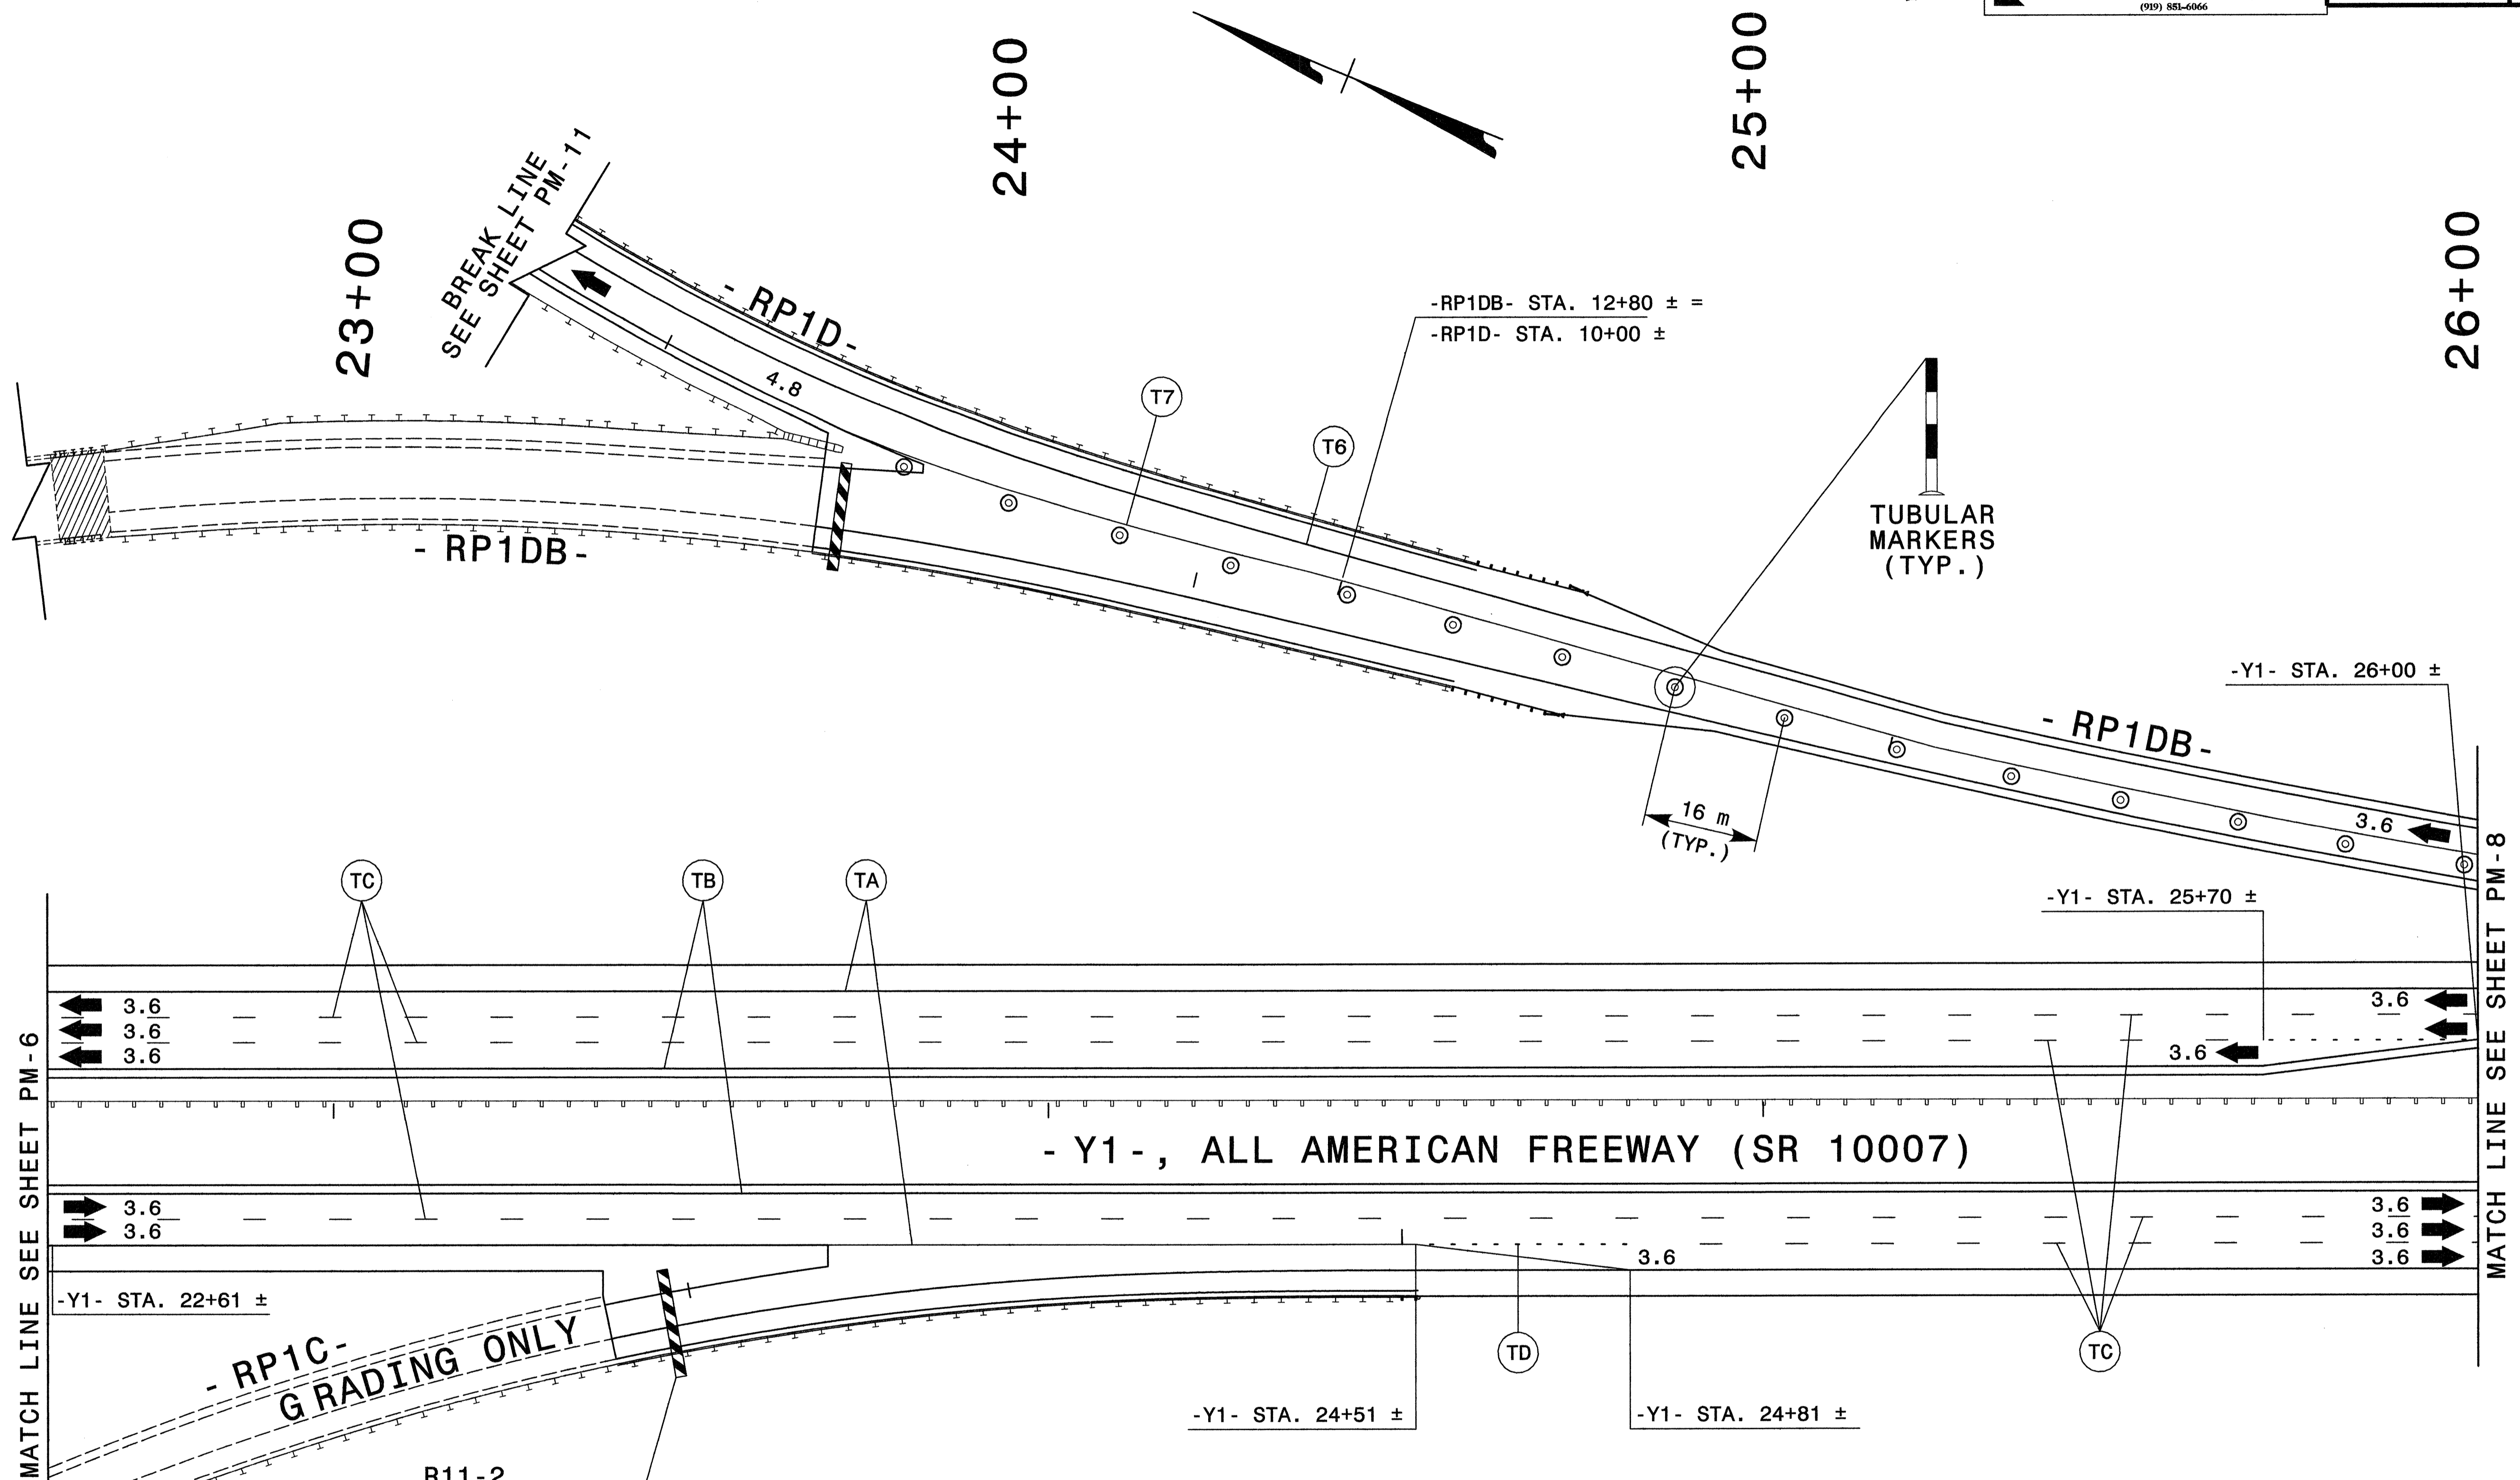 (919) 851-6066
23+00
24+00
25+00
26+00
BREAK LINE
SEE SHEET PM-11
- RP1D-
4.8
T7
T6
-RP1DB- STA. 12+80 ± =
-RP1D- STA. 10+00 ±
TUBULAR
MARKERS
(TYP.)
- RP1DB-
- RP1DB-
-Y1- STA. 26+00 ±
16 m
(TYP.)
3.6
TC
TB
TA
-Y1- STA. 25+70 ±
MATCH LINE SEE SHEET PM-6
MATCH LINE SEE SHEET PM-8
3.6
3.6
3.6
3.6
3.6
- Y1-, ALL AMERICAN FREEWAY (SR 10007)
3.6
3.6
3.6
3.6
3.6
3.6
-Y1- STA. 22+61 ±
- RP1C-
GRADING ONLY
TD
TC
-Y1- STA. 24+51 ±
-Y1- STA. 24+81 ±
R11-2